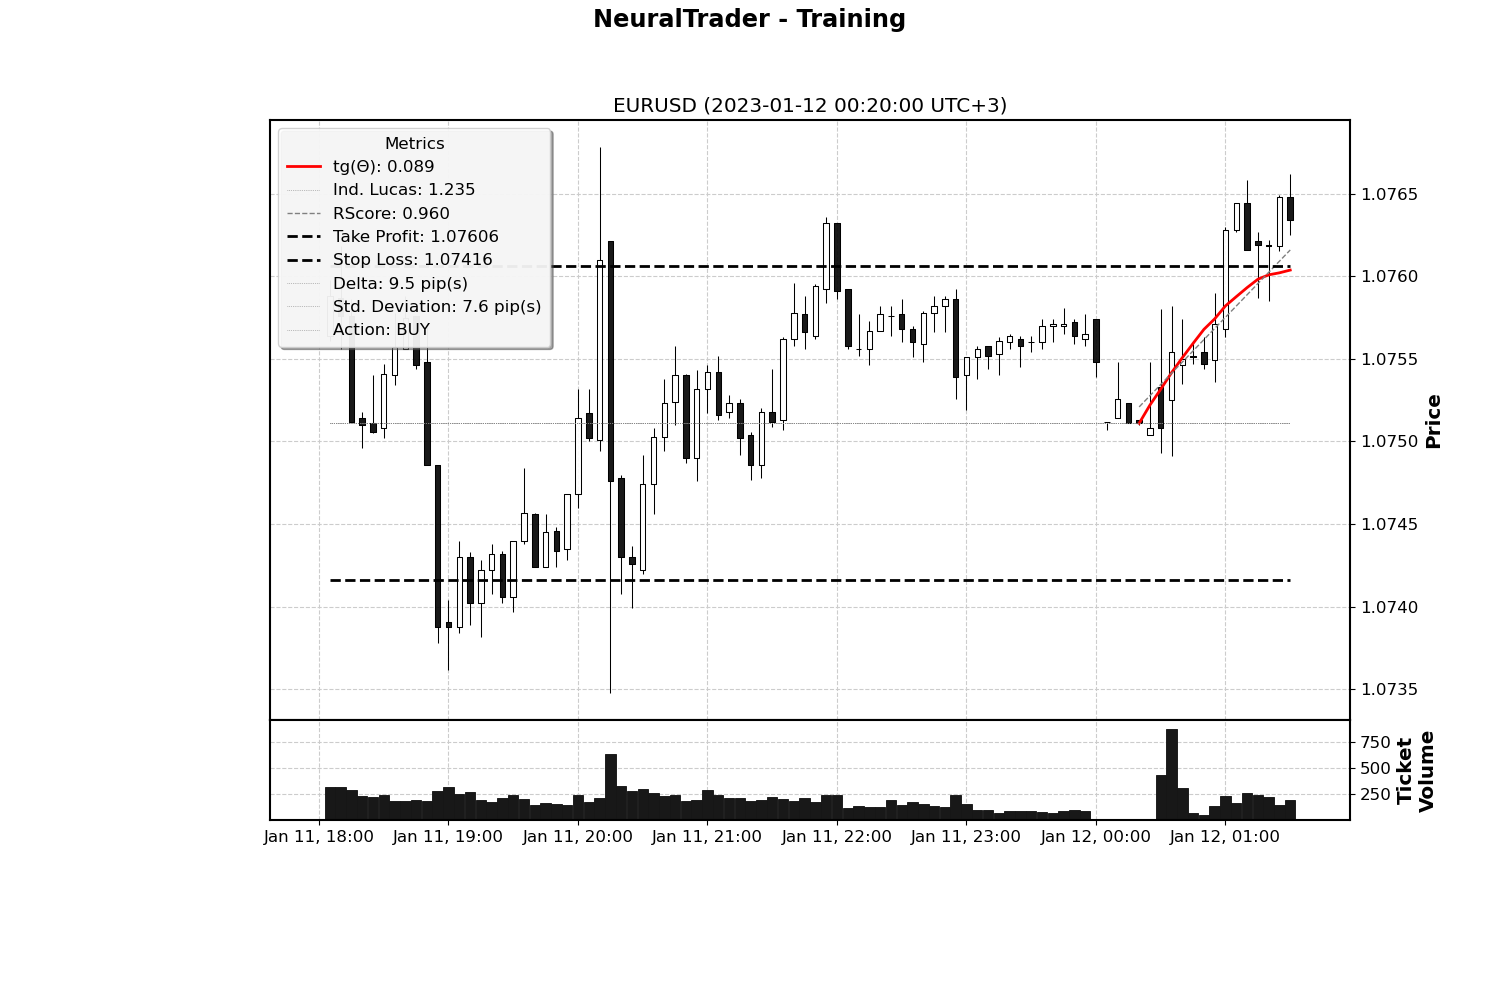 NeuralTrader - Training
EURUSD (2023-01-12 00:20:00 UTC+3)
Metrics
tg(Θ): 0.089
Ind. Lucas: 1.235
RScore: 0.960
Take Profit: 1.07606
Stop Loss: 1.07416
Delta: 9.5 pip(s)
Std. Deviation: 7.6 pip(s)
Action: BUY
1.0765
1.0760
1.0755
1.0750
1.0745
1.0740
1.0735
Price
750
500
250
Ticket
Volume
Jan 11, 18:00
Jan 11, 19:00
Jan 11, 20:00
Jan 11, 21:00
Jan 11, 22:00
Jan 11, 23:00
Jan 12, 00:00
Jan 12, 01:00